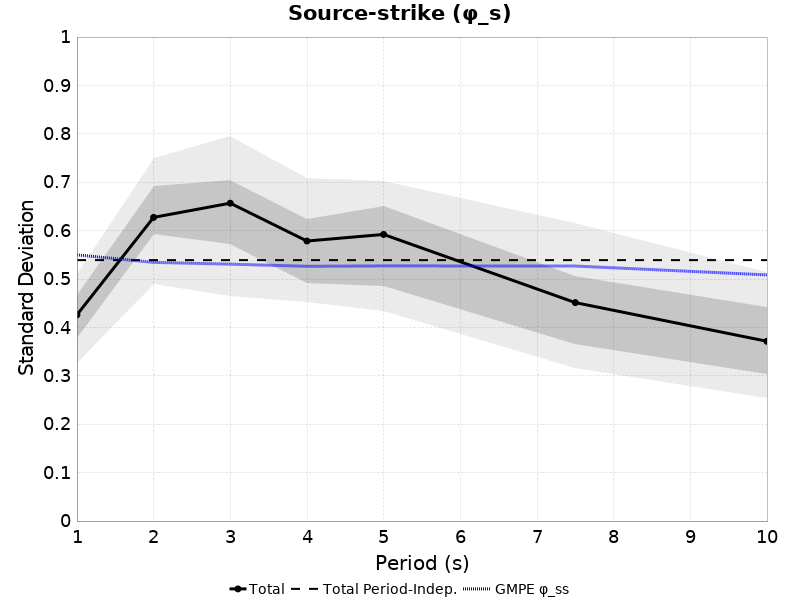 Source-strike (φ_s)
1
0.9
0.8
0.7
0.6
0.5
0.4
0.3
0.2
0.1
0
Standard Deviation
1 2 3 4 5 6 7 8 9 10
Period (s)
Total Total Period-Indep. GMPE φ_ss